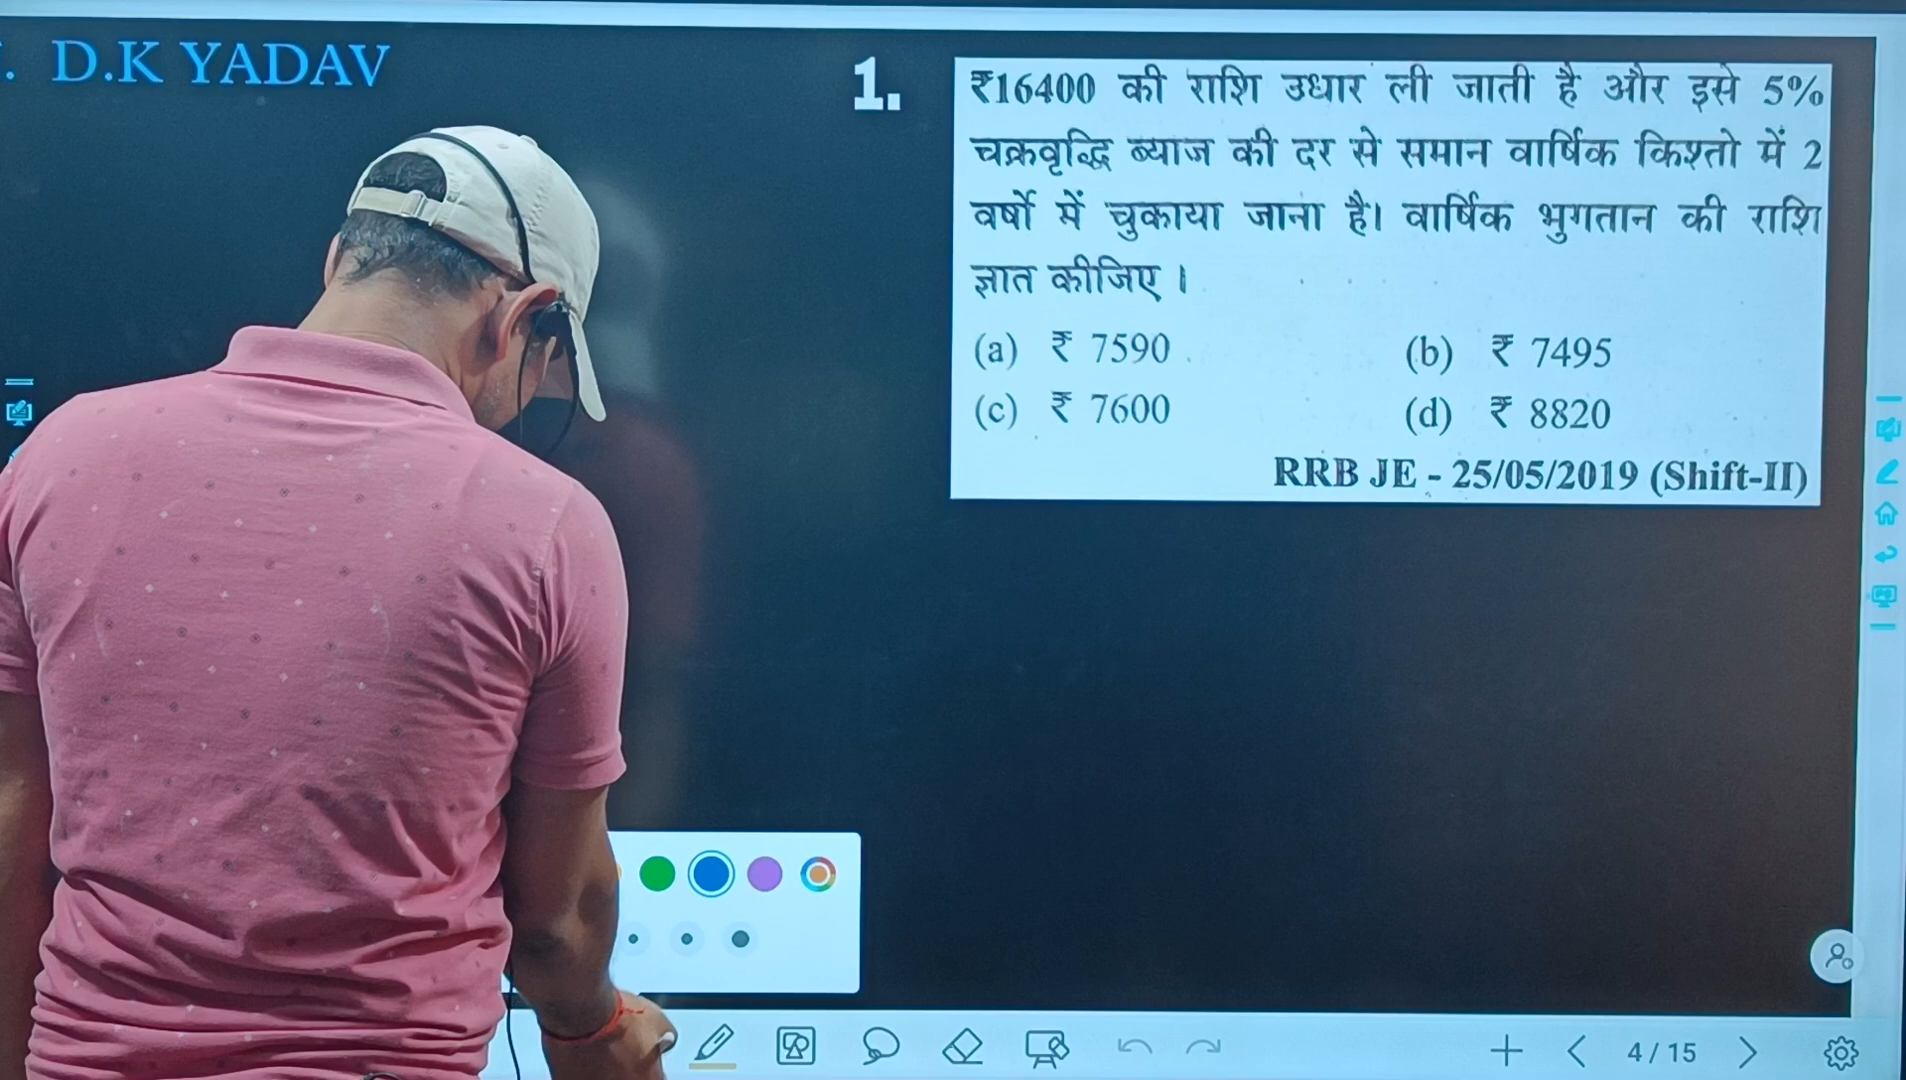 . D.K YADAV
1.
₹16400 की राशि उधार ली जाती है और इसे 5%
चक्रवृद्धि ब्याज की दर से समान वार्षिक किश्तो में 2
वर्षो में चुकाया जाना है। वार्षिक भुगतान की राशि
ज्ञात कीजिए ।
(a) ₹ 7590 (b) ₹ 7495
(c) ₹ 7600 (d) ₹ 8820
RRB JE - 25/05/2019 (Shift-II)
4 / 15